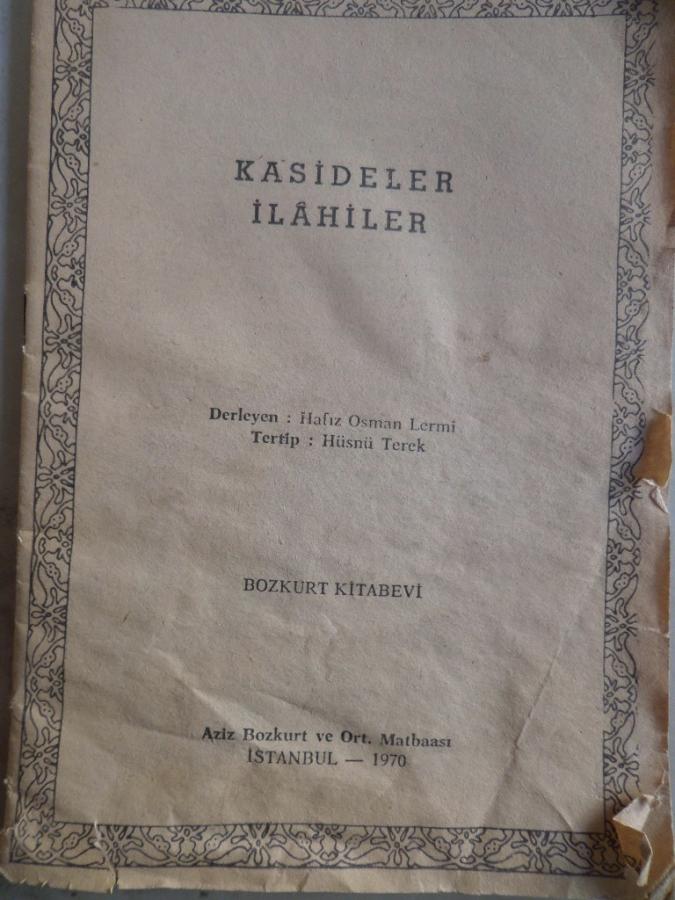 KASİDELER
İLÂHİLER
Derleyen : Hafız Osman Lermi
Tertip : Hüsnü Terek
BOZKURT KİTABEVİ
Aziz Bozkurt ve Ort. Matbaası
İSTANBUL — 1970